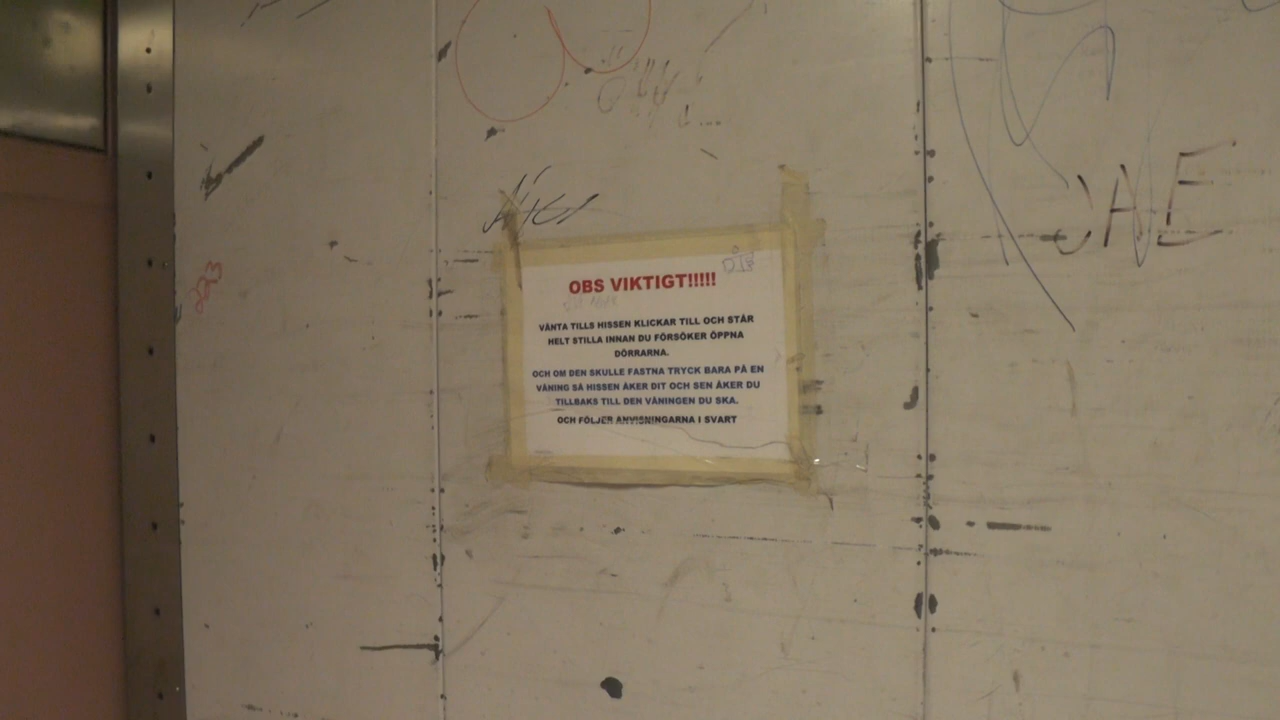 OBS VIKTIGT!!!!!
VÄNTA TILLS HISSEN KLICKAR TILL OCH STÅR
HELT STILLA INNAN DU FÖRSÖKER ÖPPNA
DÖRRARNA.
OCH OM DEN SKULLE FASTNA TRYCK BARA PÅ EN
VÅNING SÅ HISSEN ÅKER DIT OCH SEN ÅKER DU
TILLBAKS TILL DEN VÅNINGEN DU SKA.
OCH FÖLJER ANVISNINGARNA I SVART
223